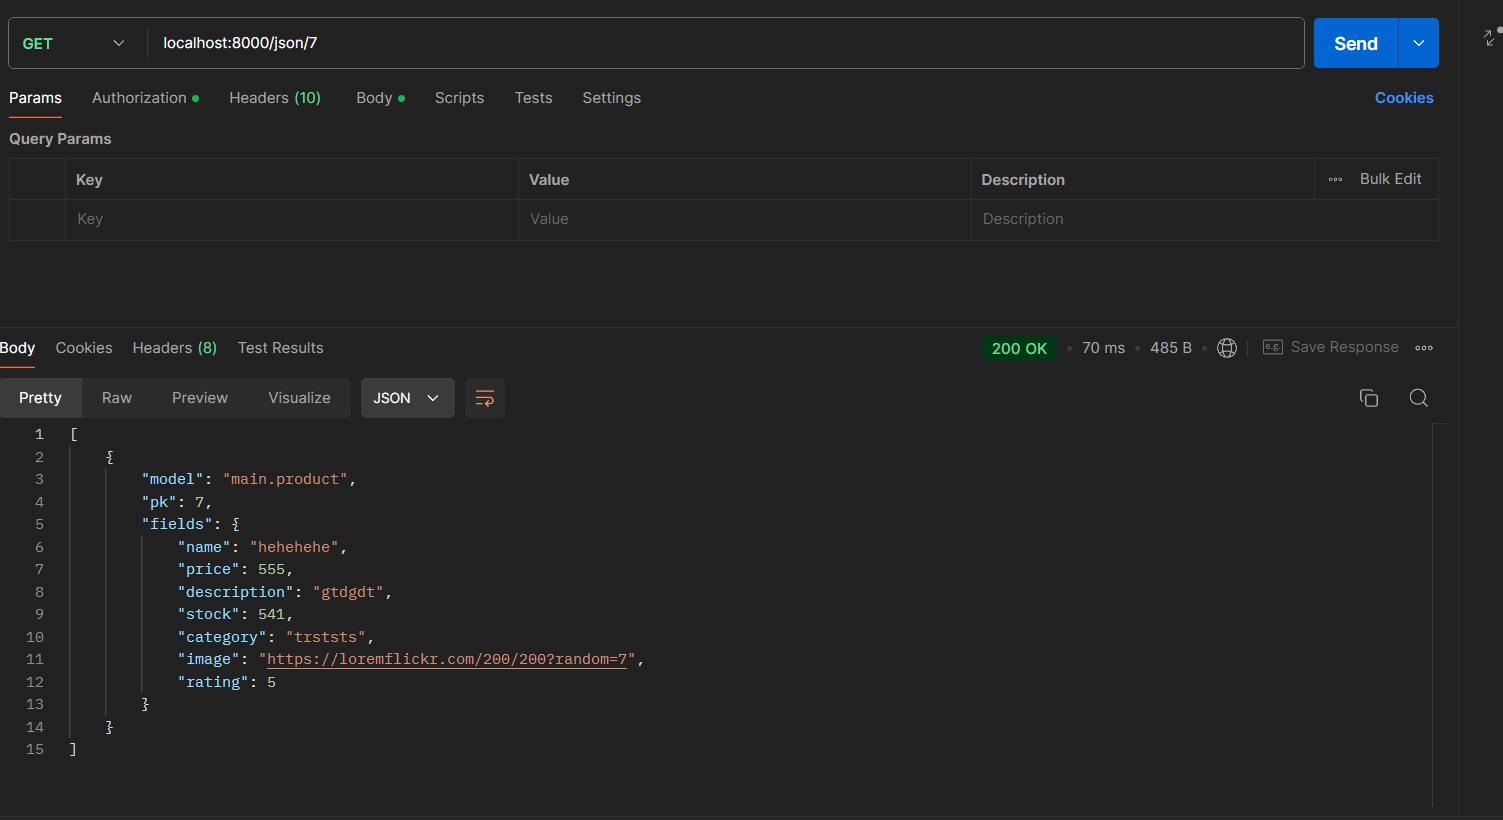 GET localhost:8000/json/7 Send
Params Authorization Headers (10) Body Scripts Tests Settings Cookies
Query Params
Key Value Description Bulk Edit
Key Value Description
Body Cookies Headers (8) Test Results 200 OK 70 ms 485 B e.g. Save Response
Pretty Raw Preview Visualize JSON
1 [
2 {
3 "model": "main.product",
4 "pk": 7,
5 "fields": {
6 "name": "hehehehe",
7 "price": 555,
8 "description": "gtdgdt",
9 "stock": 541,
10 "category": "trststs",
11 "image": "https://loremflickr.com/200/200?random=7",
12 "rating": 5
13 }
14 }
15 ]